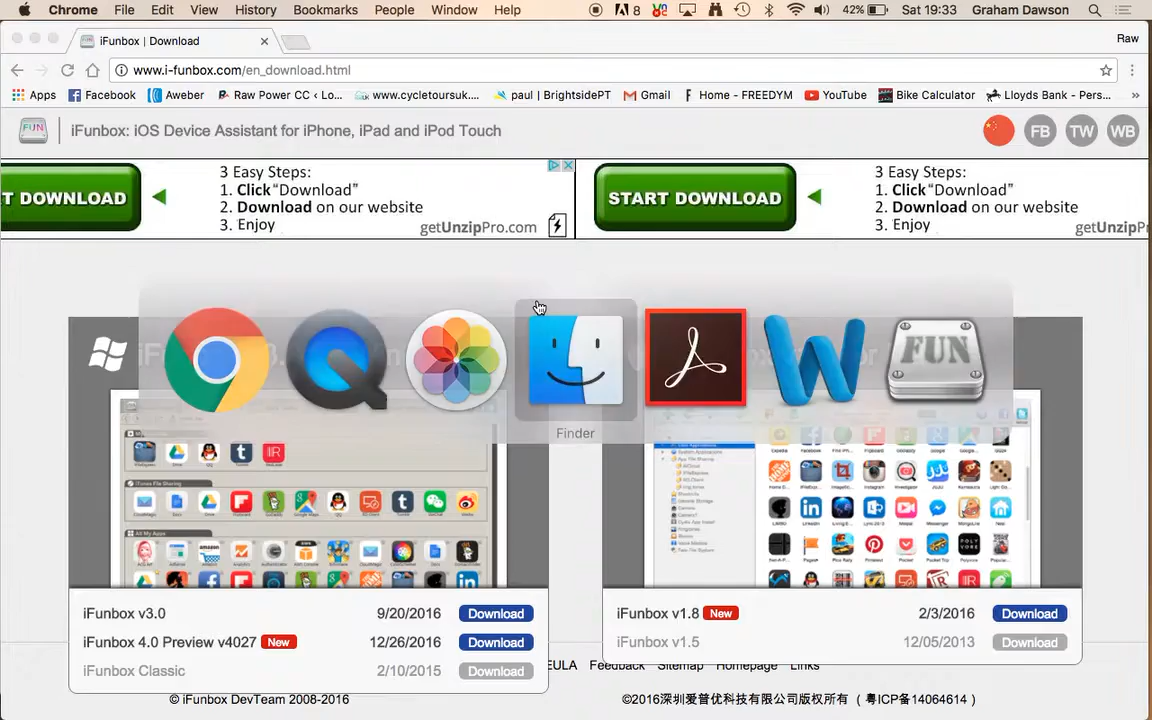 Chrome File Edit View History Bookmarks People Window Help 8 42% Sat 19:33 Graham Dawson
iFunbox | Download Raw
www.i-funbox.com/en_download.html
Apps Facebook Aweber Raw Power CC ‹ Lo... www.cycletoursuk.... paul | BrightsidePT Gmail Home - FREEDYM YouTube Bike Calculator Lloyds Bank - Pers... »
FUN iFunbox: iOS Device Assistant for iPhone, iPad and iPod Touch FB TW WB
T DOWNLOAD
3 Easy Steps:
1. Click "Download"
2. Download on our website
3. Enjoy
getUnzipPro.com
START DOWNLOAD
3 Easy Steps:
1. Click "Download"
2. Download on our website
3. Enjoy
getUnzipPro
FUN
Finder
iFunbox v3.0 9/20/2016 Download
iFunbox 4.0 Preview v4027 New 12/26/2016 Download
iFunbox Classic 2/10/2015 Download
iFunbox v1.8 New 2/3/2016 Download
iFunbox v1.5 12/05/2013 Download
EULA Feedback Sitemap Homepage Links
© iFunbox DevTeam 2008-2016
©2016深圳爱普优科技有限公司版权所有 （粤ICP备14064614 ）